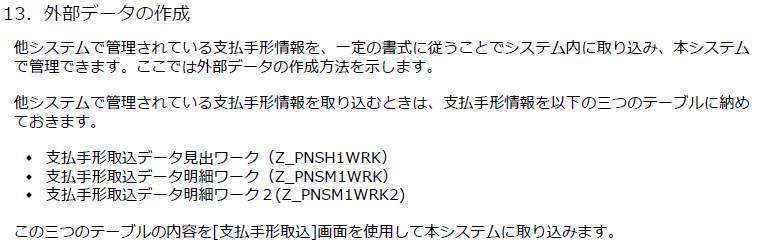 13．外部データの作成
他システムで管理されている支払手形情報を、一定の書式に従うことでシステム内に取り込み、本システム
で管理できます。ここでは外部データの作成方法を示します。
他システムで管理されている支払手形情報を取り込むときは、支払手形情報を以下の三つのテーブルに納め
ておきます。
◆ 支払手形取込データ見出ワーク（Z_PNSH1WRK）
◆ 支払手形取込データ明細ワーク（Z_PNSM1WRK）
◆ 支払手形取込データ明細ワーク２(Z_PNSM1WRK2)
この三つのテーブルの内容を[支払手形取込]画面を使用して本システムに取り込みます。